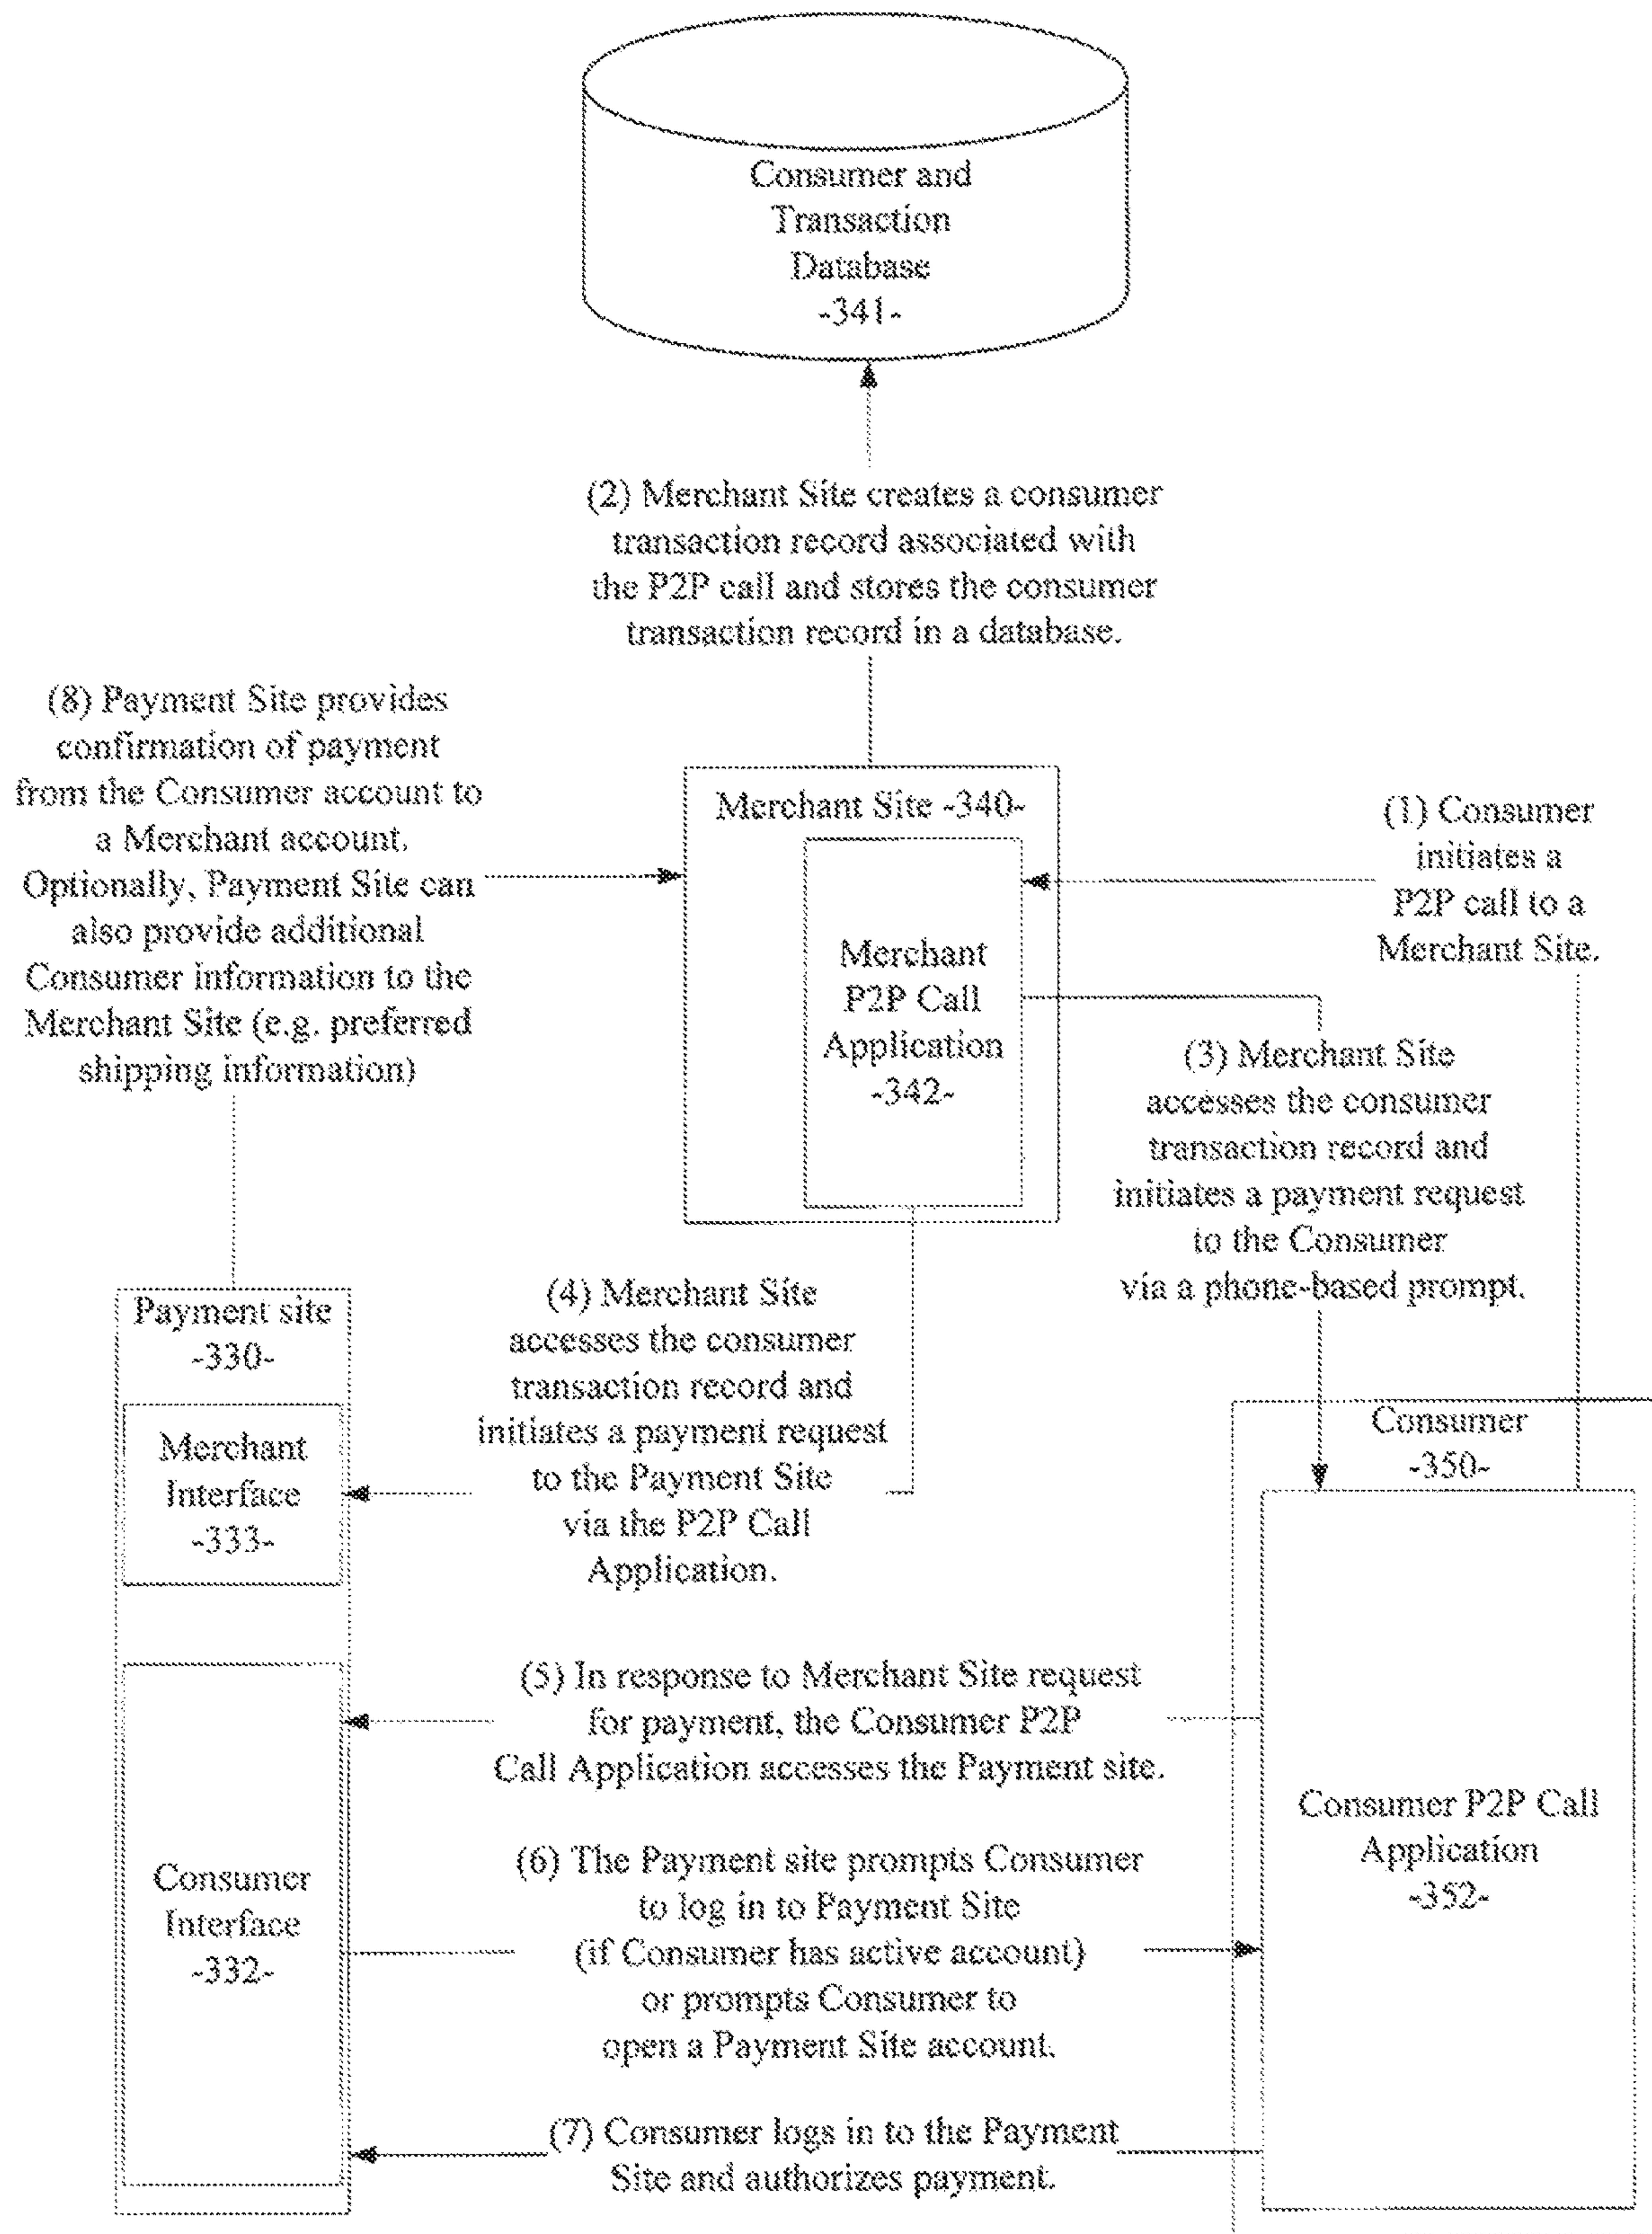 Consumer and
Transaction
Database
-341-
(2) Merchant Site creates a consumer
transaction record associated with
the P2P call and stores the consumer
transaction record in a database.
(8) Payment Site provides
confirmation of payment
from the Consumer account to
a Merchant account.
Optionally, Payment Site can
also provide additional
Consumer information to the
Merchant Site (e.g. preferred
shipping information)
Merchant Site -340-
Merchant
P2P Call
Application
-342-
(1) Consumer
initiates a
P2P call to a
Merchant Site.
(3) Merchant Site
accesses the consumer
transaction record and
initiates a payment request
to the Consumer
via a phone-based prompt.
(4) Merchant Site
accesses the consumer
transaction record and
initiates a payment request
to the Payment Site
via the P2P Call
Application.
Payment site
-330-
Merchant
Interface
-333-
Consumer
-350-
(5) In response to Merchant Site request
for payment, the Consumer P2P
Call Application accesses the Payment site.
Consumer P2P Call
Application
-352-
Consumer
Interface
-332-
(6) The Payment site prompts Consumer
to log in to Payment Site
(if Consumer has active account)
or prompts Consumer to
open a Payment Site account.
(7) Consumer logs in to the Payment
Site and authorizes payment.